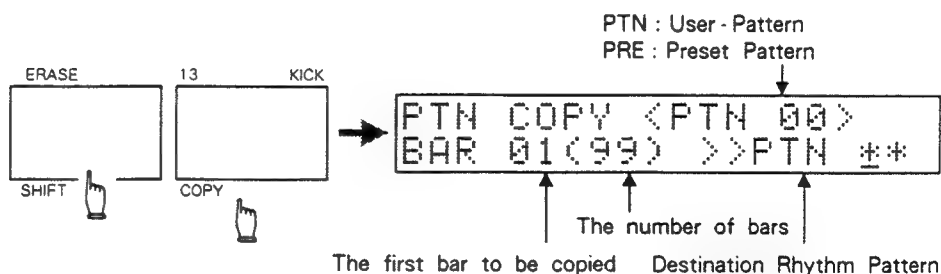 PTN : User - Pattern
PRE : Preset Pattern
ERASE
13 KICK
SHIFT
COPY
PTN COPY <PTN 00>
BAR 01(99) >>PTN **
The number of bars
The first bar to be copied
Destination Rhythm Pattern